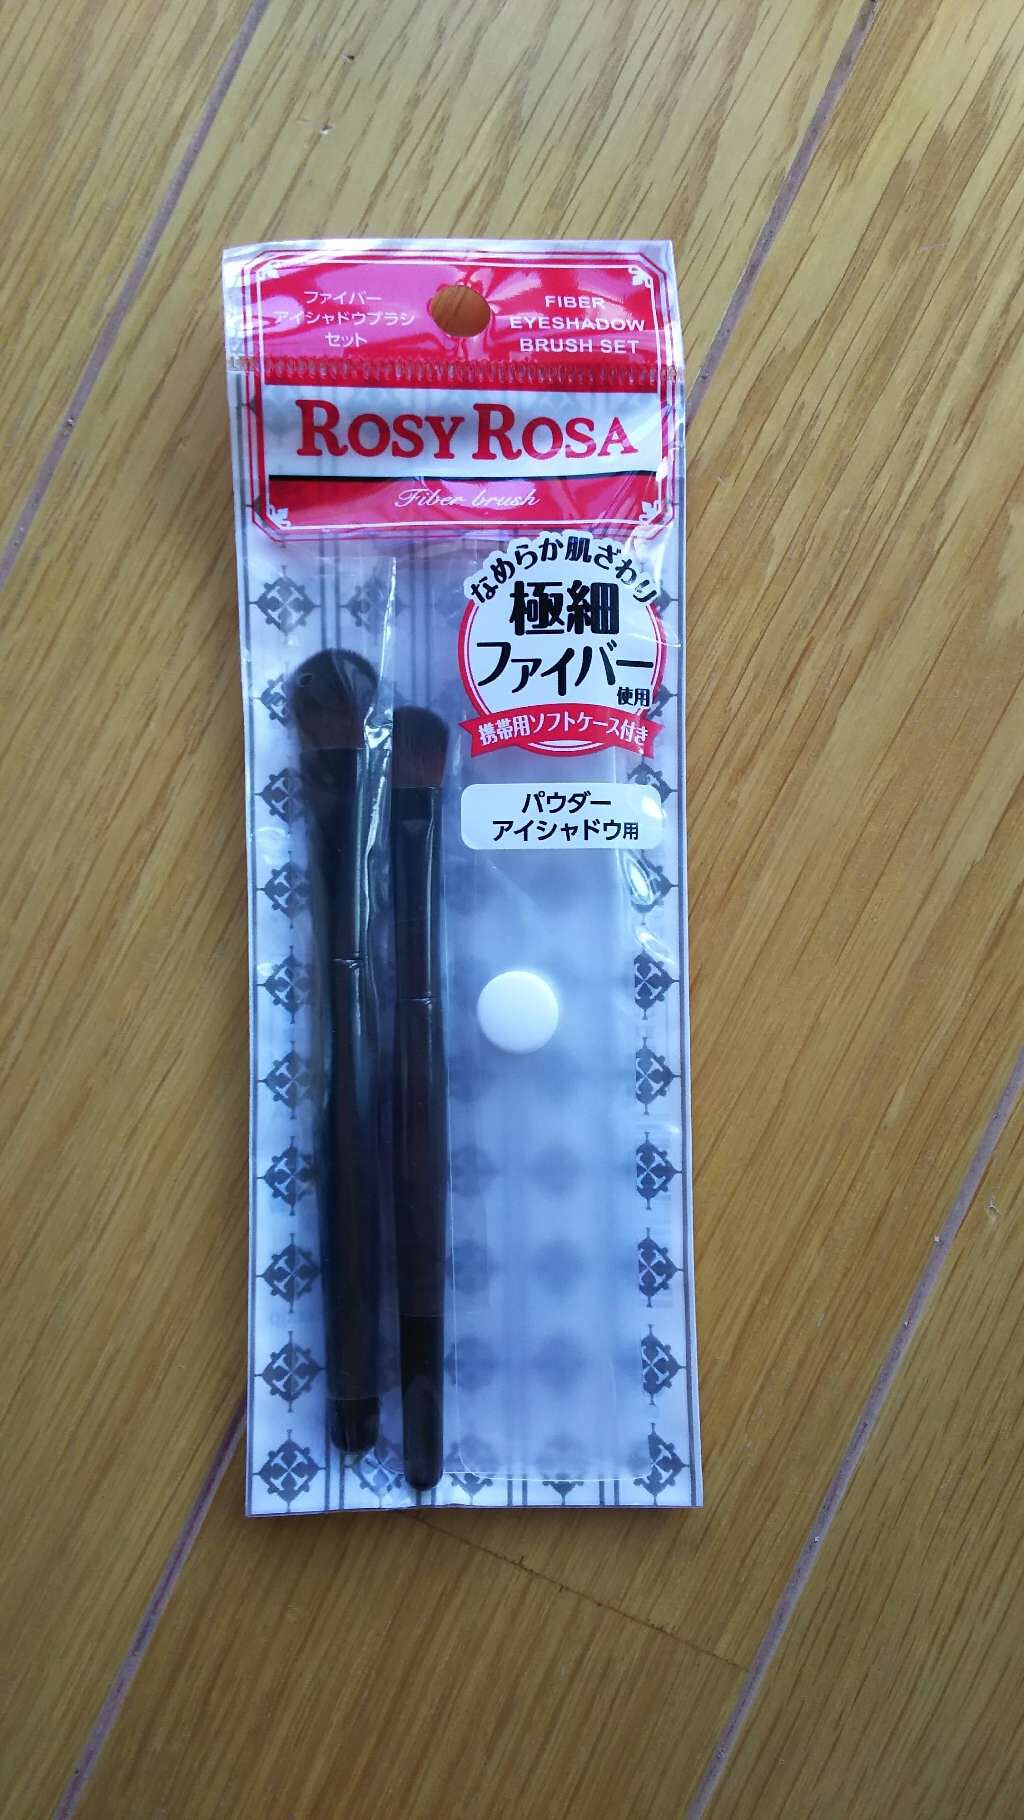 ファイバー
アイシャドウブラシ
セット
FIBER
EYESHADOW
BRUSH SET
ROSY ROSA
Fiber brush
なめらか肌ざわり
極細
ファイバー
使用
携帯用ソフトケース付き
パウダー
アイシャドウ用